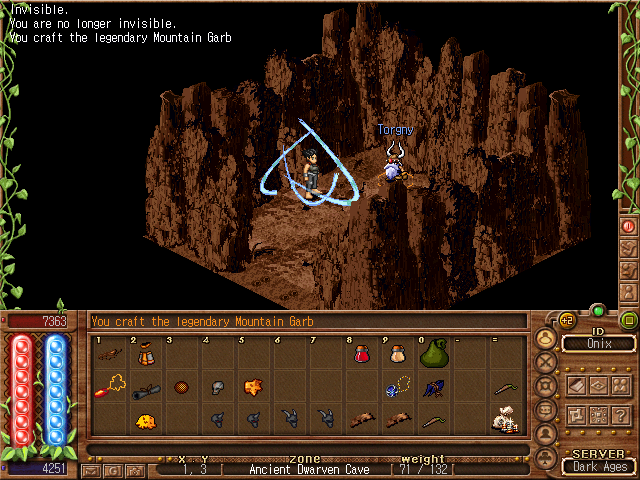 Invisible.
You are no longer invisible.
You craft the legendary Mountain Garb
Torgny
7363
You craft the legendary Mountain Garb
+2
ID
Onix
1 2 3 4 5 6 7 8 9 0 - =
G
?
x y zone weight
1, 3 [ Ancient Dwarven Cave [ 71 / 132 [
4251
SERVER
Dark Ages